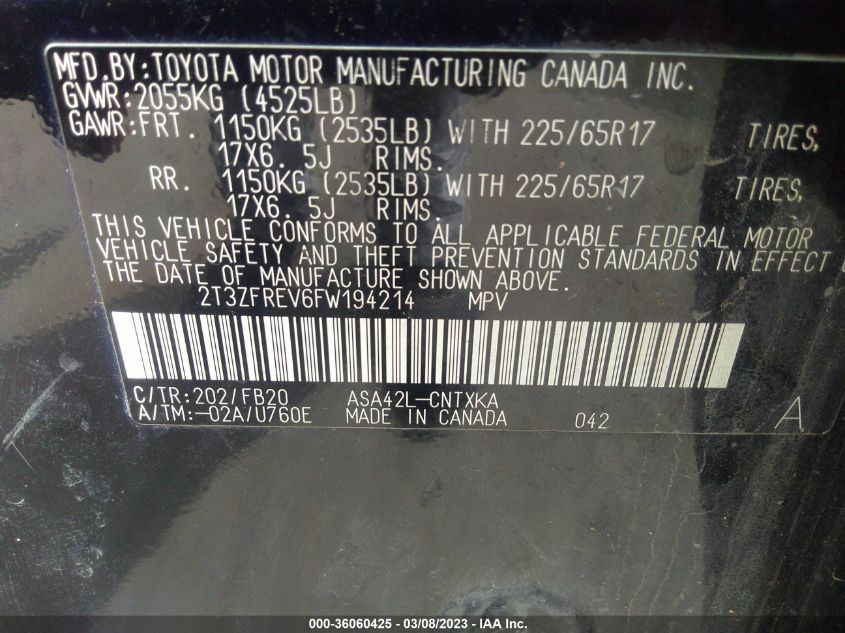 MFD.BY:TOYOTA MOTOR MANUFACTURING CANADA INC.
GVWR:2055KG (4525LB)
GAWR:FRT. 1150KG (2535LB) WITH 225/65R17 TIRES,
17X6.5J RIMS.
RR. 1150KG (2535LB) WITH 225/65R17 TIRES,
17X6.5J RIMS.
THIS VEHICLE CONFORMS TO ALL APPLICABLE FEDERAL MOTOR
VEHICLE SAFETY AND THEFT PREVENTION STANDARDS IN EFFECT
THE DATE OF MANUFACTURE SHOWN ABOVE.
2T3ZFREV6FW194214 MPV
C/TR:202/FB20 ASA42L-CNTXKA
A/TM:-02A/U760E MADE IN CANADA 042 A
000-36060425 - 03/08/2023 - IAA Inc.